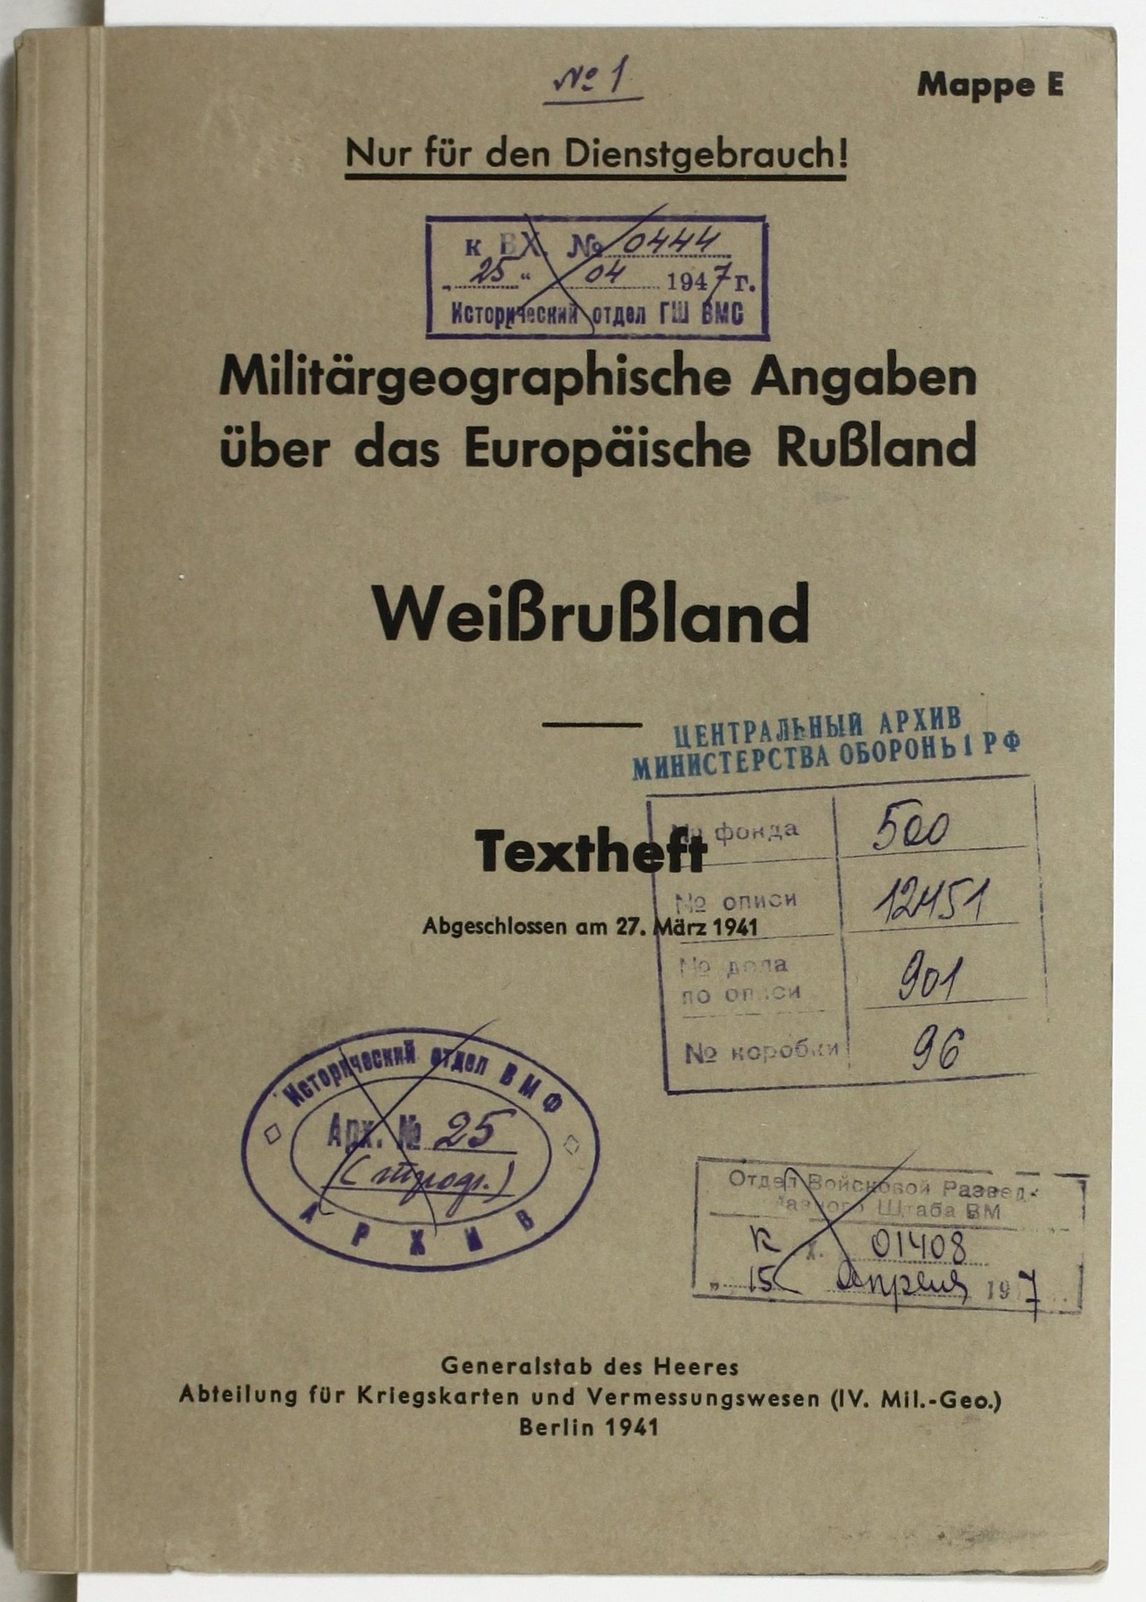 № 1
Mappe E
Nur für den Dienstgebrauch!
к ВХ. № 0444
„25“ 04 1947 г.
Исторический отдел ГШ ВМС
Militärgeographische Angaben
über das Europäische Rußland
Weißrußland
ЦЕНТРАЛЬНЫЙ АРХИВ
МИНИСТЕРСТВА ОБОРОНЫ РФ
№ фонда 500
Textheft
№ описи 12451
Abgeschlossen am 27. März 1941
№ дела
по описи 901
№ коробки 96
Исторический отдел ВМФ
Арх. № 25
(троф.)
АРХИВ
Отдел Войсковой Развед-
Штаба ВМ
К х. 01408
„15 апреля 19 7
Generalstab des Heeres
Abteilung für Kriegskarten und Vermessungswesen (IV. Mil.-Geo.)
Berlin 1941